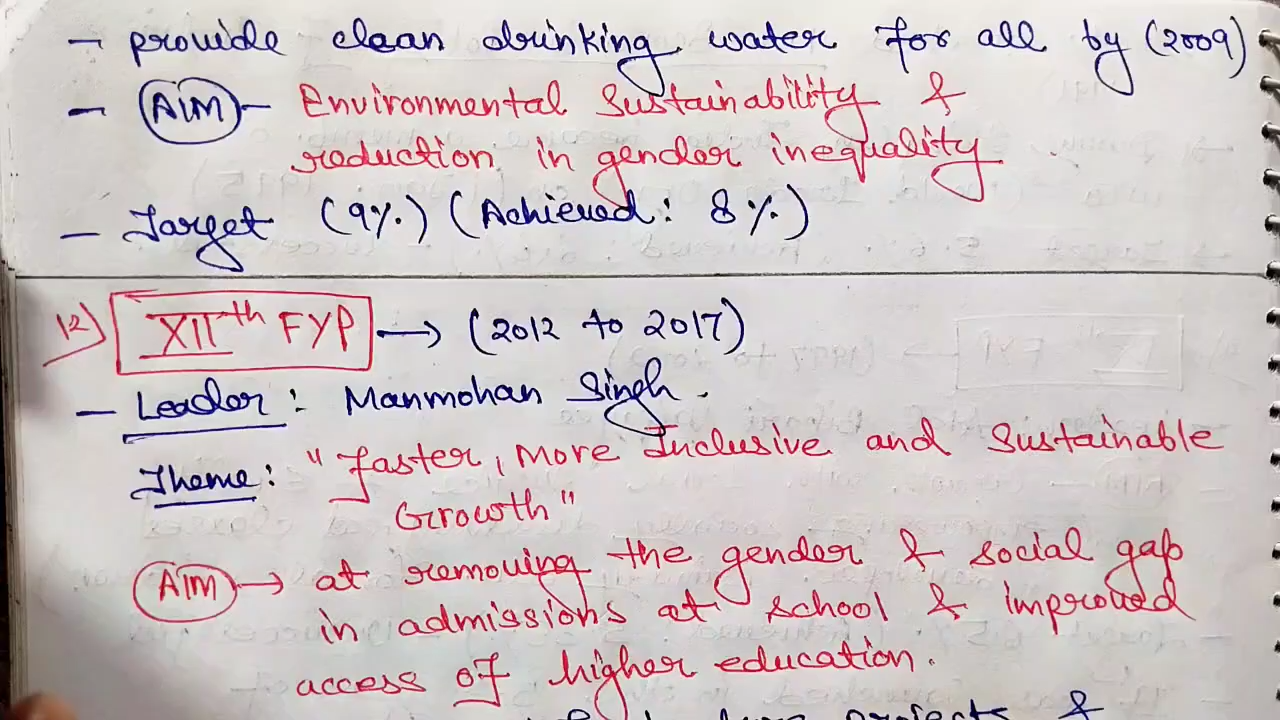 - provide clean drinking water for all by (2009)
- AIM - Environmental Sustainability &
reduction in gender inequality
- Target (9%) (Achieved: 8%)
12) XIIth FYP → (2012 to 2017)
- Leader: Manmohan Singh.
Theme: "faster, More Inclusive and Sustainable
Growth"
AIM → at removing the gender & social gap
in admissions at school & improved
access of higher education.
projects &